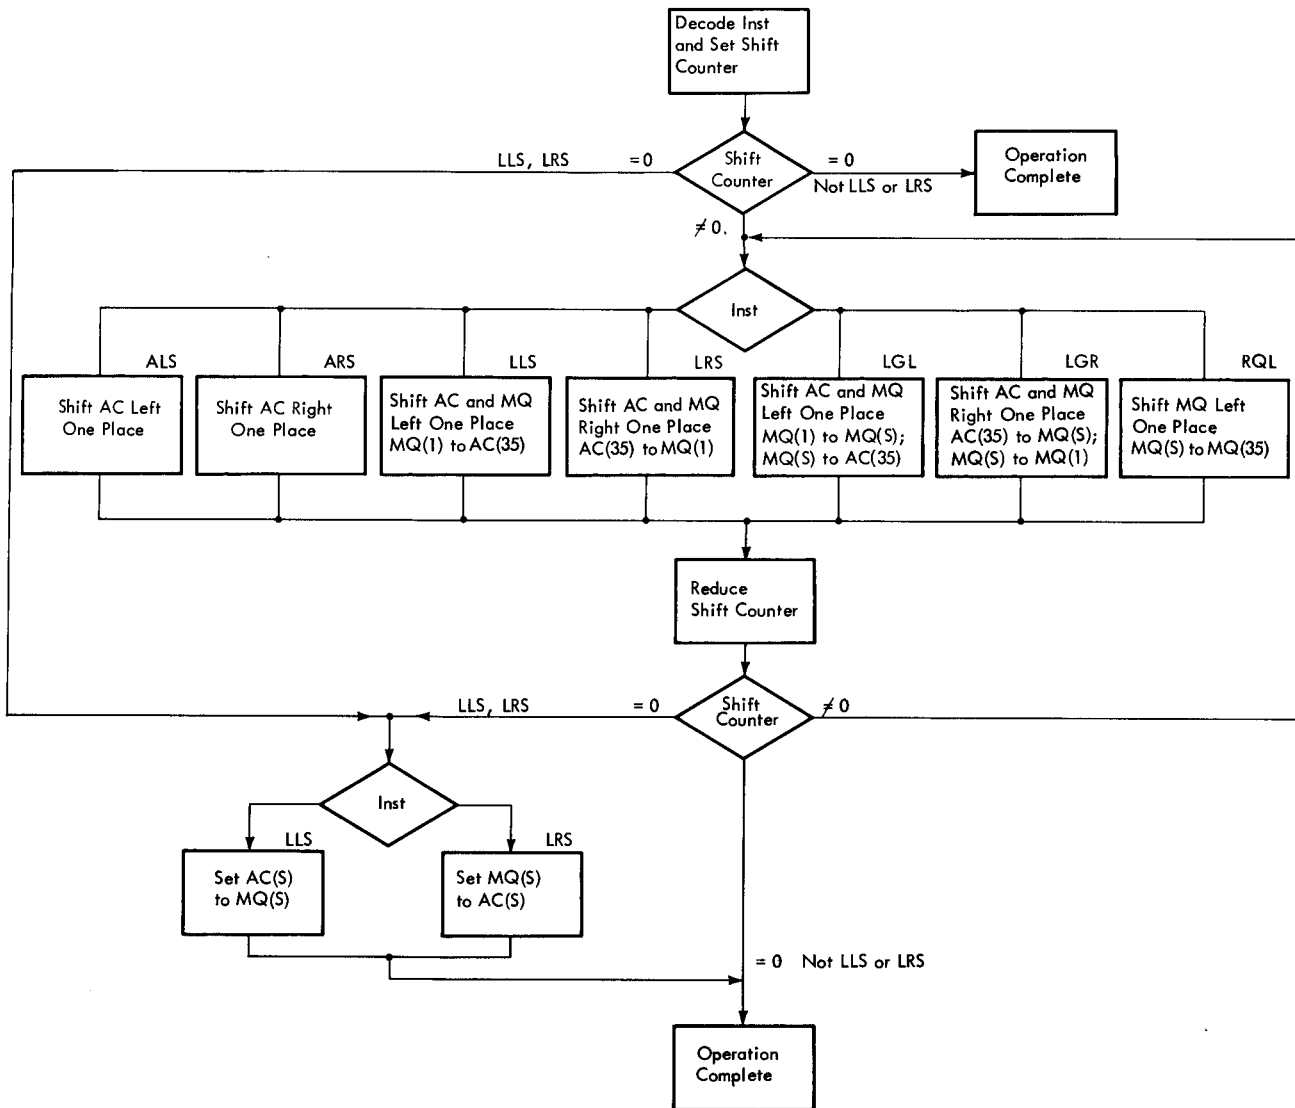 Decode Inst
and Set Shift
Counter
LLS, LRS
= 0
Shift
Counter
= 0
Not LLS or LRS
Operation
Complete
≠ 0.
Inst
ALS
Shift AC Left
One Place
ARS
Shift AC Right
One Place
LLS
Shift AC and MQ
Left One Place
MQ(1) to AC(35)
LRS
Shift AC and MQ
Right One Place
AC(35) to MQ(1)
LGL
Shift AC and MQ
Left One Place
MQ(1) to MQ(S);
MQ(S) to AC(35)
LGR
Shift AC and MQ
Right One Place
AC(35) to MQ(S);
MQ(S) to MQ(1)
RQL
Shift MQ Left
One Place
MQ(S) to MQ(35)
Reduce
Shift Counter
LLS, LRS
= 0
Shift
Counter
≠ 0
Inst
LLS
Set AC(S)
to MQ(S)
LRS
Set MQ(S)
to AC(S)
= 0 Not LLS or LRS
Operation
Complete